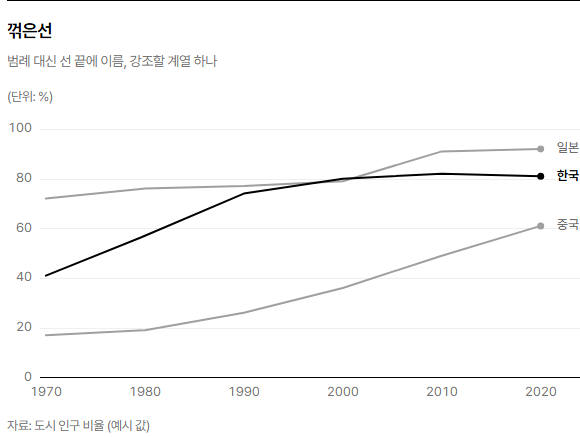 꺾은선
범례 대신 선 끝에 이름, 강조할 계열 하나
(단위: %)
100
일본
80
한국
60
중국
40
20
0
1970 1980 1990 2000 2010 2020
자료: 도시 인구 비율 (예시 값)